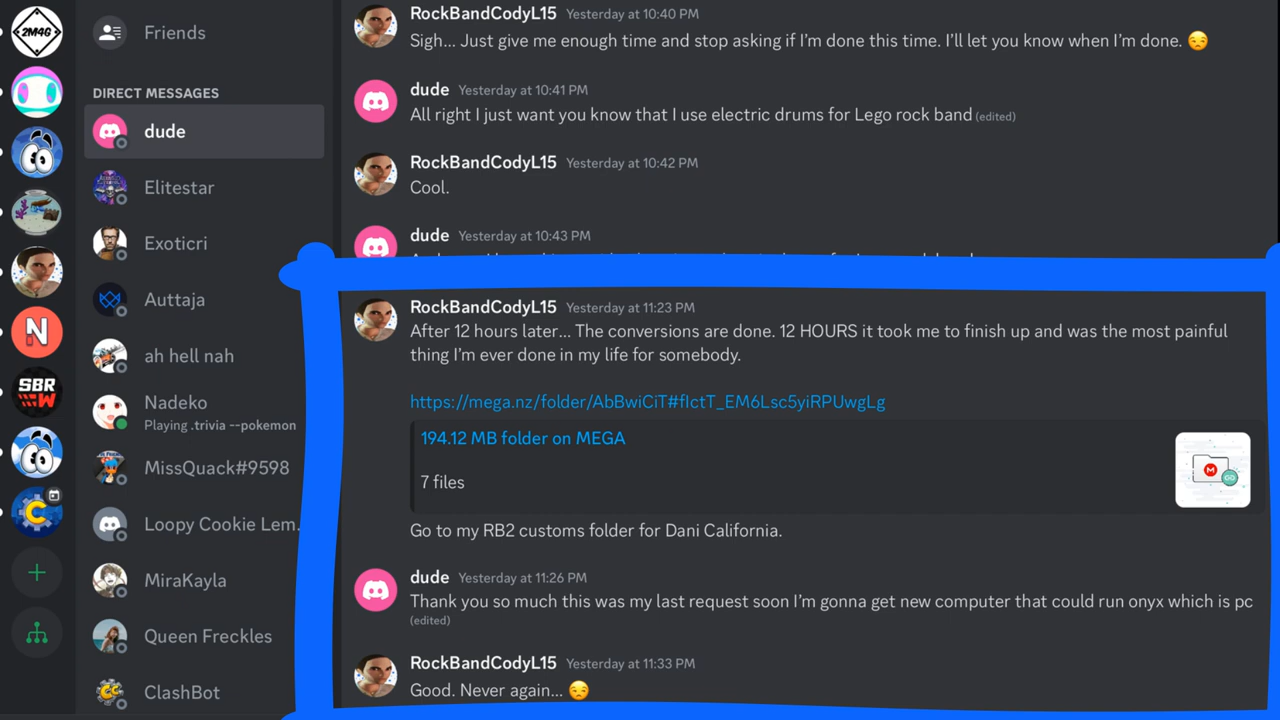 2M4G
N
SBR
W
Friends
DIRECT MESSAGES
dude
Elitestar
Exoticri
Auttaja
ah hell nah
Nadeko
Playing .trivia --pokemon
MissQuack#9598
Loopy Cookie Lem...
MiraKayla
Queen Freckles
ClashBot
RockBandCodyL15 Yesterday at 10:40 PM
Sigh... Just give me enough time and stop asking if I'm done this time. I'll let you know when I'm done. 😒
dude Yesterday at 10:41 PM
All right I just want you know that I use electric drums for Lego rock band (edited)
RockBandCodyL15 Yesterday at 10:42 PM
Cool.
dude Yesterday at 10:43 PM
RockBandCodyL15 Yesterday at 11:23 PM
After 12 hours later... The conversions are done. 12 HOURS it took me to finish up and was the most painful
thing I'm ever done in my life for somebody.
https://mega.nz/folder/AbBwiCiT#fIctT_EM6Lsc5yiRPUwgLg
194.12 MB folder on MEGA
7 files
Go to my RB2 customs folder for Dani California.
dude Yesterday at 11:26 PM
Thank you so much this was my last request soon I'm gonna get new computer that could run onyx which is pc
(edited)
RockBandCodyL15 Yesterday at 11:33 PM
Good. Never again... 😒